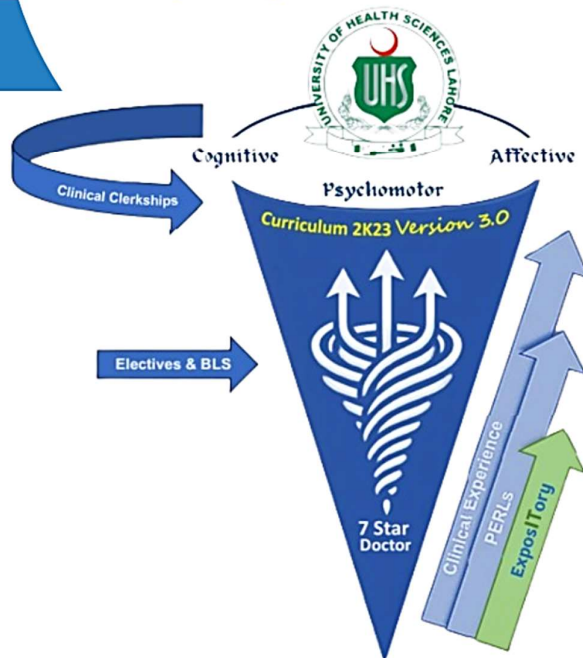 UNIVERSITY OF HEALTH SCIENCES LAHORE
UHS
Cognitive
Affective
Psychomotor
Clinical Clerkships
Curriculum 2K23 Version 3.0
Electives & BLS
7 Star
Doctor
Clinical Experience
PERLs
ExposITory